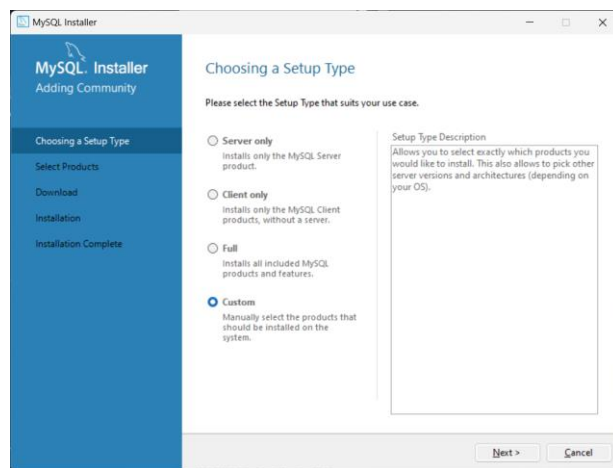 MySQL Installer
MySQL. Installer
Adding Community
Choosing a Setup Type
Select Products
Download
Installation
Installation Complete
Choosing a Setup Type
Please select the Setup Type that suits your use case.
Server only
Installs only the MySQL Server
product.
Client only
Installs only the MySQL Client
products, without a server.
Full
Installs all included MySQL
products and features.
Custom
Manually select the products that
should be installed on the
system.
Setup Type Description
Allows you to select exactly which products you
would like to install. This also allows to pick other
server versions and architectures (depending on
your OS).
Next >
Cancel